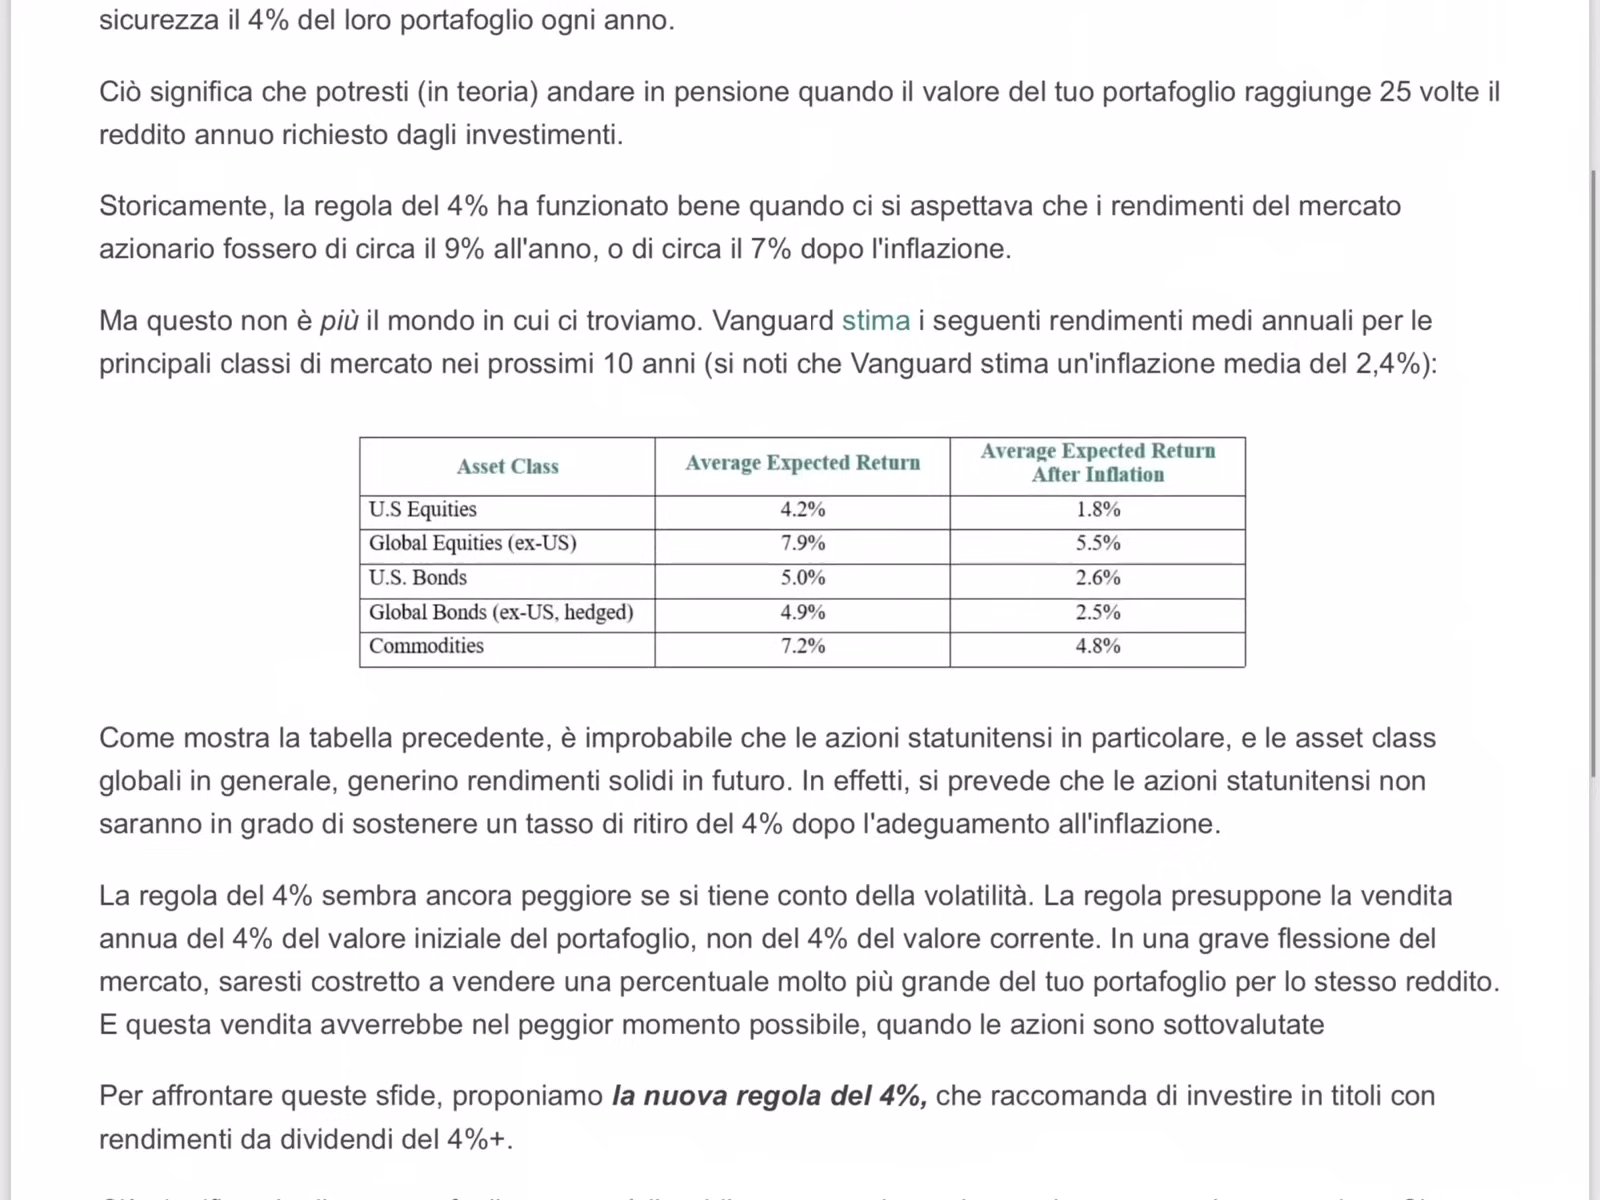 sicurezza il 4% del loro portafoglio ogni anno.
Ciò significa che potresti (in teoria) andare in pensione quando il valore del tuo portafoglio raggiunge 25 volte il
reddito annuo richiesto dagli investimenti.
Storicamente, la regola del 4% ha funzionato bene quando ci si aspettava che i rendimenti del mercato
azionario fossero di circa il 9% all'anno, o di circa il 7% dopo l'inflazione.
Ma questo non è più il mondo in cui ci troviamo. Vanguard stima i seguenti rendimenti medi annuali per le
principali classi di mercato nei prossimi 10 anni (si noti che Vanguard stima un'inflazione media del 2,4%):
Asset Class Average Expected Return Average Expected Return
After Inflation
U.S Equities 4.2% 1.8%
Global Equities (ex-US) 7.9% 5.5%
U.S. Bonds 5.0% 2.6%
Global Bonds (ex-US, hedged) 4.9% 2.5%
Commodities 7.2% 4.8%
Come mostra la tabella precedente, è improbabile che le azioni statunitensi in particolare, e le asset class
globali in generale, generino rendimenti solidi in futuro. In effetti, si prevede che le azioni statunitensi non
saranno in grado di sostenere un tasso di ritiro del 4% dopo l'adeguamento all'inflazione.
La regola del 4% sembra ancora peggiore se si tiene conto della volatilità. La regola presuppone la vendita
annua del 4% del valore iniziale del portafoglio, non del 4% del valore corrente. In una grave flessione del
mercato, saresti costretto a vendere una percentuale molto più grande del tuo portafoglio per lo stesso reddito.
E questa vendita avverrebbe nel peggior momento possibile, quando le azioni sono sottovalutate
Per affrontare queste sfide, proponiamo la nuova regola del 4%, che raccomanda di investire in titoli con
rendimenti da dividendi del 4%+.